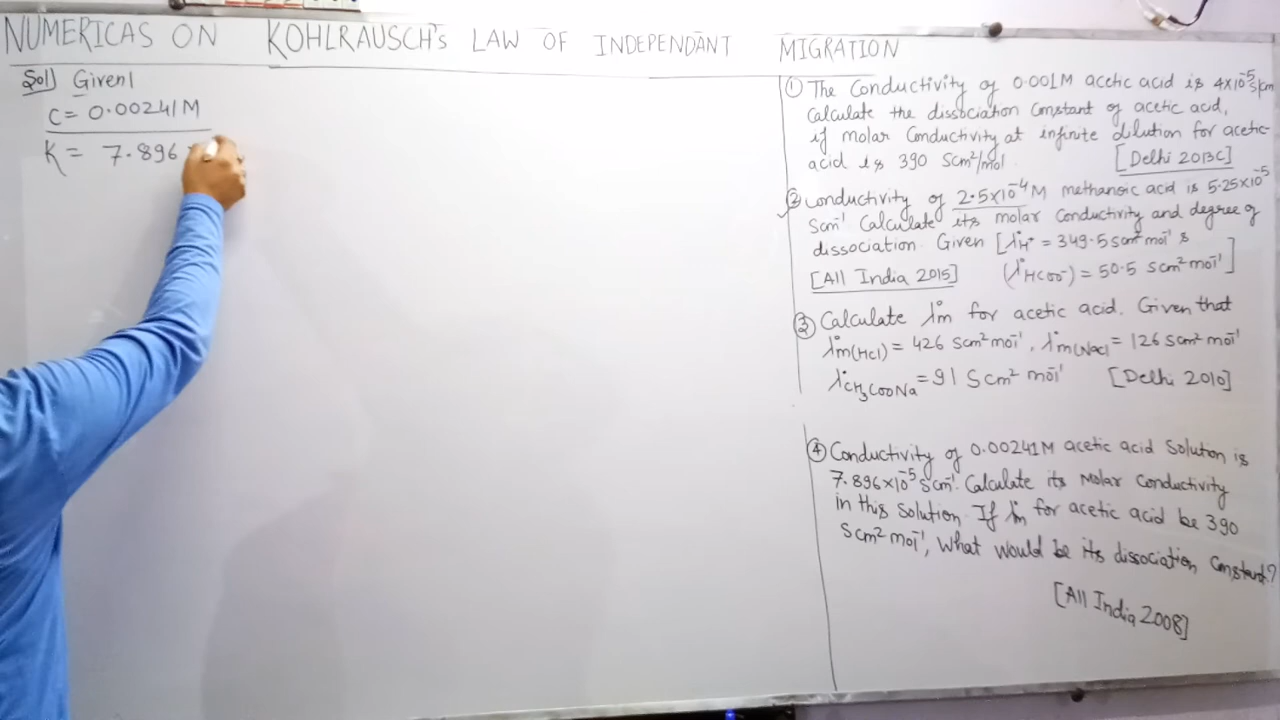 NUMERICAS ON KOHLRAUSCH's LAW OF INDEPENDANT MIGRATION
Sol) Given
C = 0.00241M
K = 7.896
① The Conductivity of 0.001M acetic acid is 4x10⁻⁵ S/cm
Calculate the dissociation Constant of acetic acid,
if molar Conductivity at infinite dilution for acetic-
acid is 390 Scm²/mol. [Delhi 2013C]
② Conductivity of 2.5x10⁻⁴M methanoic acid is 5.25x10⁻⁵
Scm⁻¹ Calculate its molar Conductivity and degree of
dissociation. Given [λ°H⁺ = 349.5 scm² mol⁻¹ &
[All India 2015] (λ°HCOO⁻) = 50.5 scm² mol⁻¹]
③ Calculate λ°m for acetic acid. Given that
λ°m(HCl) = 426 Scm² mol⁻¹, λ°m(NaCl) = 126 Scm² mol⁻¹
λ°CH₃COONa = 91 Scm² mol⁻¹ [Delhi 2010]
④ Conductivity of 0.00241M acetic acid Solution is
7.896x10⁻⁵ Scm⁻¹. Calculate its Molar Conductivity
in this Solution. If λ°m for acetic acid be 390
Scm² mol⁻¹, What would be its dissociation Constant?
[All India 2008]